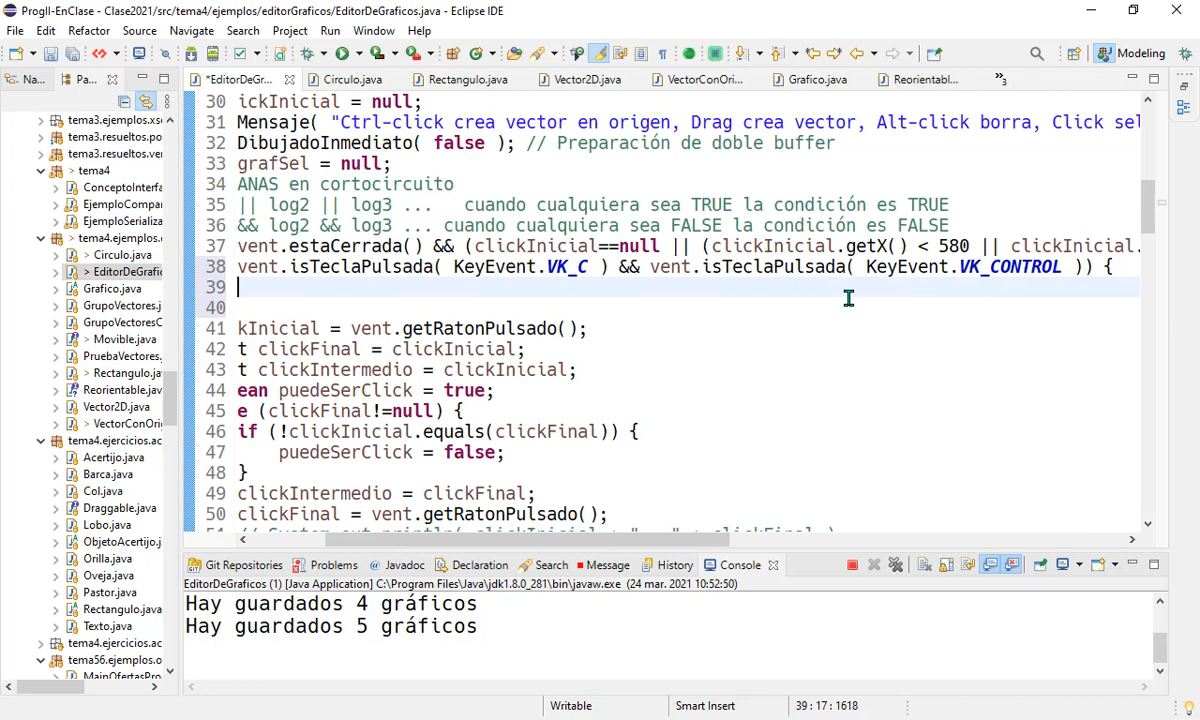 ProgII-EnClase - Clase2021/src/tema4/ejemplos/editorGraficos/EditorDeGraficos.java - Eclipse IDE
File Edit Refactor Source Navigate Search Project Run Window Help
Modeling
Na... Pa... *EditorDeGr... Circulo.java Rectangulo.java Vector2D.java VectorConOri... Grafico.java Reorientabl... »3
tema3.ejemplos.xs
tema3.resueltos.po
tema3.resueltos.ver
> tema4
ConceptoInterfa
EjemploCompar
EjemploSerializa
> tema4.ejemplos.
> Circulo.java
> EditorDeGrafic
Grafico.java
GrupoVectores.j
GrupoVectoresC
> Movible.java
PruebaVectores.
> Rectangulo.ja
Reorientable.jav
Vector2D.java
> VectorConOri
tema4.ejercicios.ac
Acertijo.java
Barca.java
Col.java
Draggable.java
Lobo.java
ObjetoAcertijo.j
Orilla.java
Oveja.java
Pastor.java
Rectangulo.java
Texto.java
tema4.ejercicios.ac
tema56.ejemplos.o
MainOfertasPro
30 ickInicial = null;
31 Mensaje( "Ctrl-click crea vector en origen, Drag crea vector, Alt-click borra, Click sel
32 DibujadoInmediato( false ); // Preparación de doble buffer
33 grafSel = null;
34 ANAS en cortocircuito
35 || log2 || log3 ... cuando cualquiera sea TRUE la condición es TRUE
36 && log2 && log3 ... cuando cualquiera sea FALSE la condición es FALSE
37 vent.estaCerrada() && (clickInicial==null || (clickInicial.getX() < 580 || clickInicial.
38 vent.isTeclaPulsada( KeyEvent.VK_C ) && vent.isTeclaPulsada( KeyEvent.VK_CONTROL )) {
39
40
41 kInicial = vent.getRatonPulsado();
42 t clickFinal = clickInicial;
43 t clickIntermedio = clickInicial;
44 ean puedeSerClick = true;
45 e (clickFinal!=null) {
46 if (!clickInicial.equals(clickFinal)) {
47 puedeSerClick = false;
48 }
49 clickIntermedio = clickFinal;
50 clickFinal = vent.getRatonPulsado();
Git Repositories Problems Javadoc Declaration Search Message History Console
EditorDeGraficos (1) [Java Application] C:\Program Files\Java\jdk1.8.0_281\bin\javaw.exe (24 mar. 2021 10:52:50)
Hay guardados 4 gráficos
Hay guardados 5 gráficos
Writable Smart Insert 39 : 17 : 1618